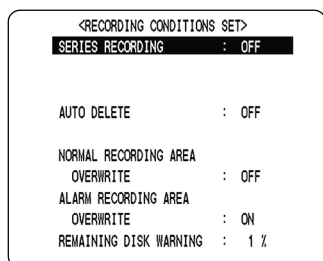 <RECORDING CONDITIONS SET>
SERIES RECORDING : OFF
AUTO DELETE : OFF
NORMAL RECORDING AREA
OVERWRITE : OFF
ALARM RECORDING AREA
OVERWRITE : ON
REMAINING DISK WARNING : 1 %